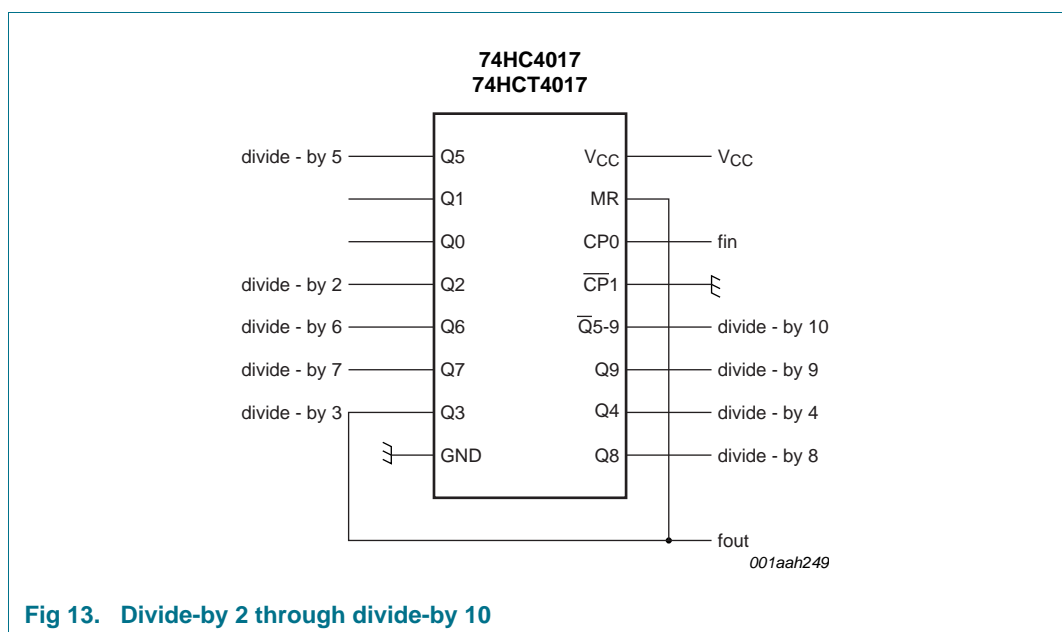 74HC4017
74HCT4017
divide - by 5 Q5 VCC VCC
Q1 MR
Q0 CP0 fin
divide - by 2 Q2 C̅P̅1
divide - by 6 Q6 Q̅5-9 divide - by 10
divide - by 7 Q7 Q9 divide - by 9
divide - by 3 Q3 Q4 divide - by 4
GND Q8 divide - by 8
fout
001aah249
Fig 13. Divide-by 2 through divide-by 10